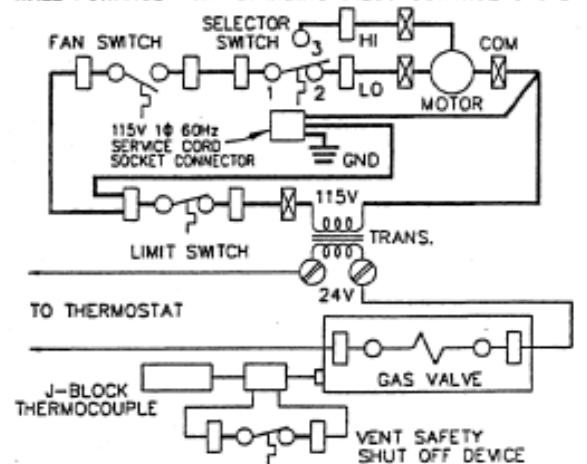 FAN SWITCH
SELECTOR
SWITCH
3
HI
COM
1
2
LO
MOTOR
115V 1Φ 60Hz
SERVICE CORD
SOCKET CONNECTOR
GND
115V
LIMIT SWITCH
TRANS.
24V
TO THERMOSTAT
GAS VALVE
J-BLOCK
THERMOCOUPLE
VENT SAFETY
SHUT OFF DEVICE